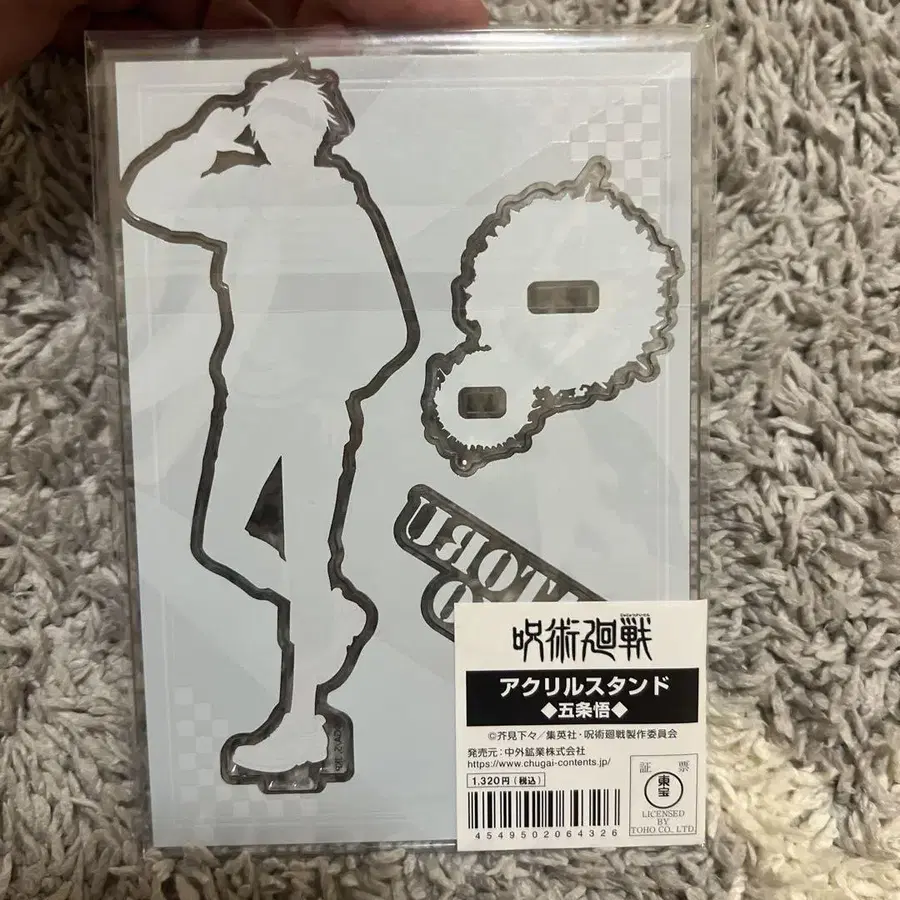 呪術廻戦
アクリルスタンド
◆五条悟◆
©芥見下々／集英社・呪術廻戦製作委員会
発売元：中外鉱業株式会社
https://www.chugai-contents.jp/
1,320円（税込）
4549502064326
証票
東宝
LICENSED
BY
TOHO CO., LTD.